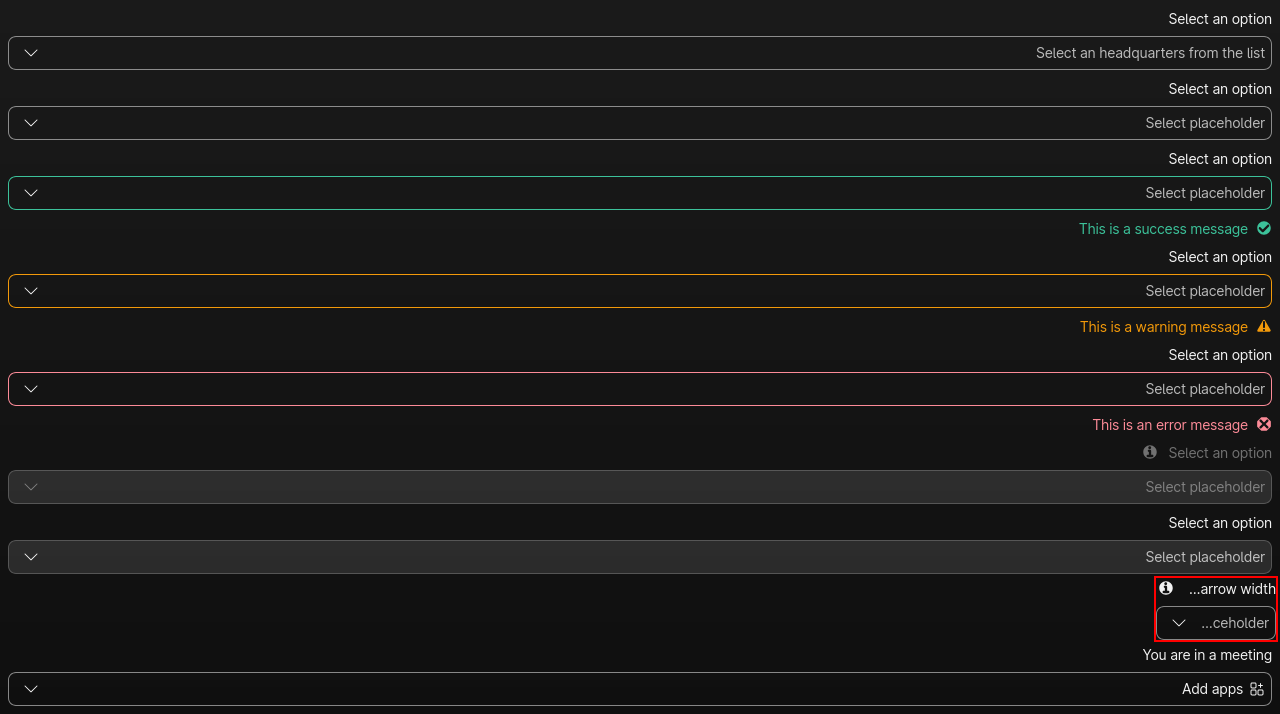 Select an option
Select an headquarters from the list
Select an option
Select placeholder
Select an option
Select placeholder
This is a success message
Select an option
Select placeholder
This is a warning message
Select an option
Select placeholder
This is an error message
Select an option
Select placeholder
Select an option
Select placeholder
...arrow width
...ceholder
You are in a meeting
Add apps